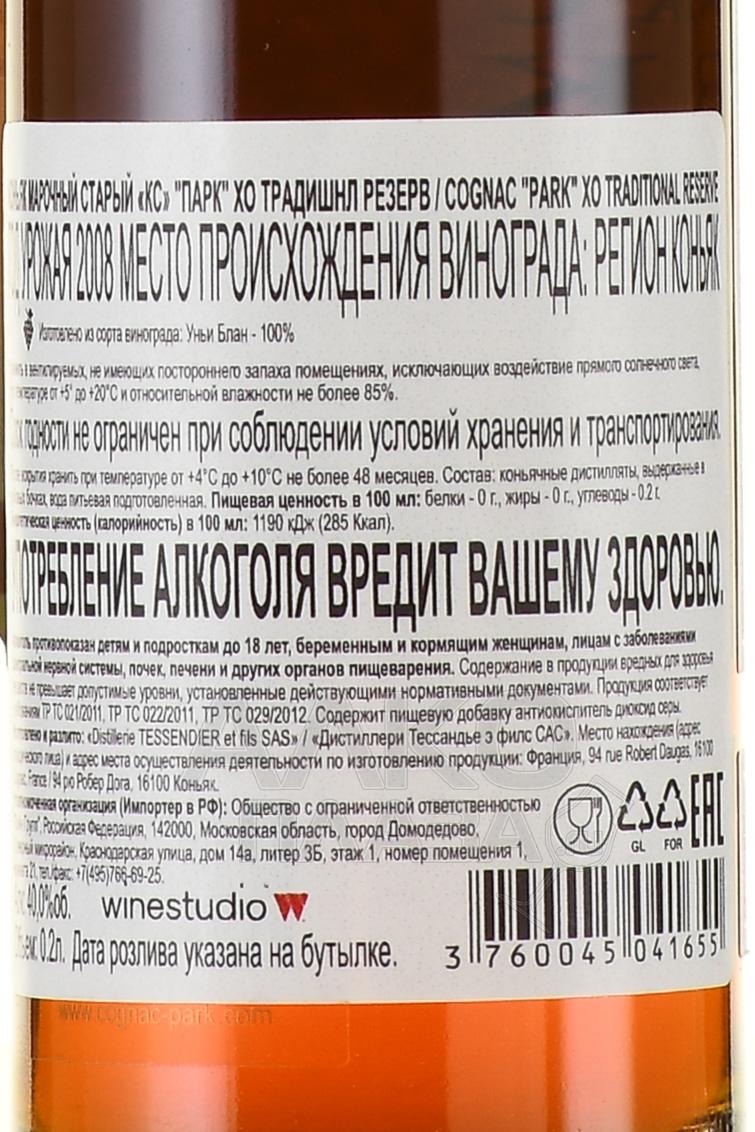 МАРОЧНЫЙ СТАРЫЙ «КС» "ПАРК" ХО ТРАДИШНЛ РЕЗЕРВ / COGNAC "PARK" XO TRADITIONAL RESERVE
УРОЖАЯ 2008 МЕСТО ПРОИСХОЖДЕНИЯ ВИНОГРАДА: РЕГИОН КОНЬЯК
Изготовлено из сорта винограда: Уньи Блан - 100%
в вентилируемых, не имеющих постороннего запаха помещениях, исключающих воздействие прямого солнечного света,
от +5° до +20°С и относительной влажности не более 85%.
годности не ограничен при соблюдении условий хранения и транспортирования.
хранить при температуре от +4°С до +10°С не более 48 месяцев. Состав: коньячные дистилляты, выдержанные в
бочках, вода питьевая подготовленная. Пищевая ценность в 100 мл: белки - 0 г., жиры - 0 г., углеводы - 0.2 г.
ценность (калорийность) в 100 мл: 1190 кДж (285 Ккал).
ПОТРЕБЛЕНИЕ АЛКОГОЛЯ ВРЕДИТ ВАШЕМУ ЗДОРОВЬЮ.
противопоказан детям и подросткам до 18 лет, беременным и кормящим женщинам, лицам с заболеваниями
нервной системы, почек, печени и других органов пищеварения. Содержание в продукции вредных для здоровья
не превышает допустимые уровни, установленные действующими нормативными документами. Продукция соответствует
ТР ТС 021/2011, ТР ТС 022/2011, ТР ТС 029/2012. Содержит пищевую добавку антиокислитель диоксид серы.
и разлито: «Distillerie TESSENDIER et fils SAS» / «Дистиллери Тессандье э филс САС». Место нахождения (адрес
лица) и адрес места осуществления деятельности по изготовлению продукции: Франция, 94 rue Robert Daugas, 16100
France / 94 рю Робер Дога, 16100 Коньяк.
организация (Импортер в РФ): Общество с ограниченной ответственностью
Российская Федерация, 142000, Московская область, город Домодедово,
микрорайон, Краснодарская улица, дом 14а, литер 3Б, этаж 1, номер помещения 1,
21, тел./факс: +7(495)766-69-25.
GL FOR EAC
40,0%об. winestudio W
0.2л. Дата розлива указана на бутылке.
3 760045 041655
www.cognac-park.com